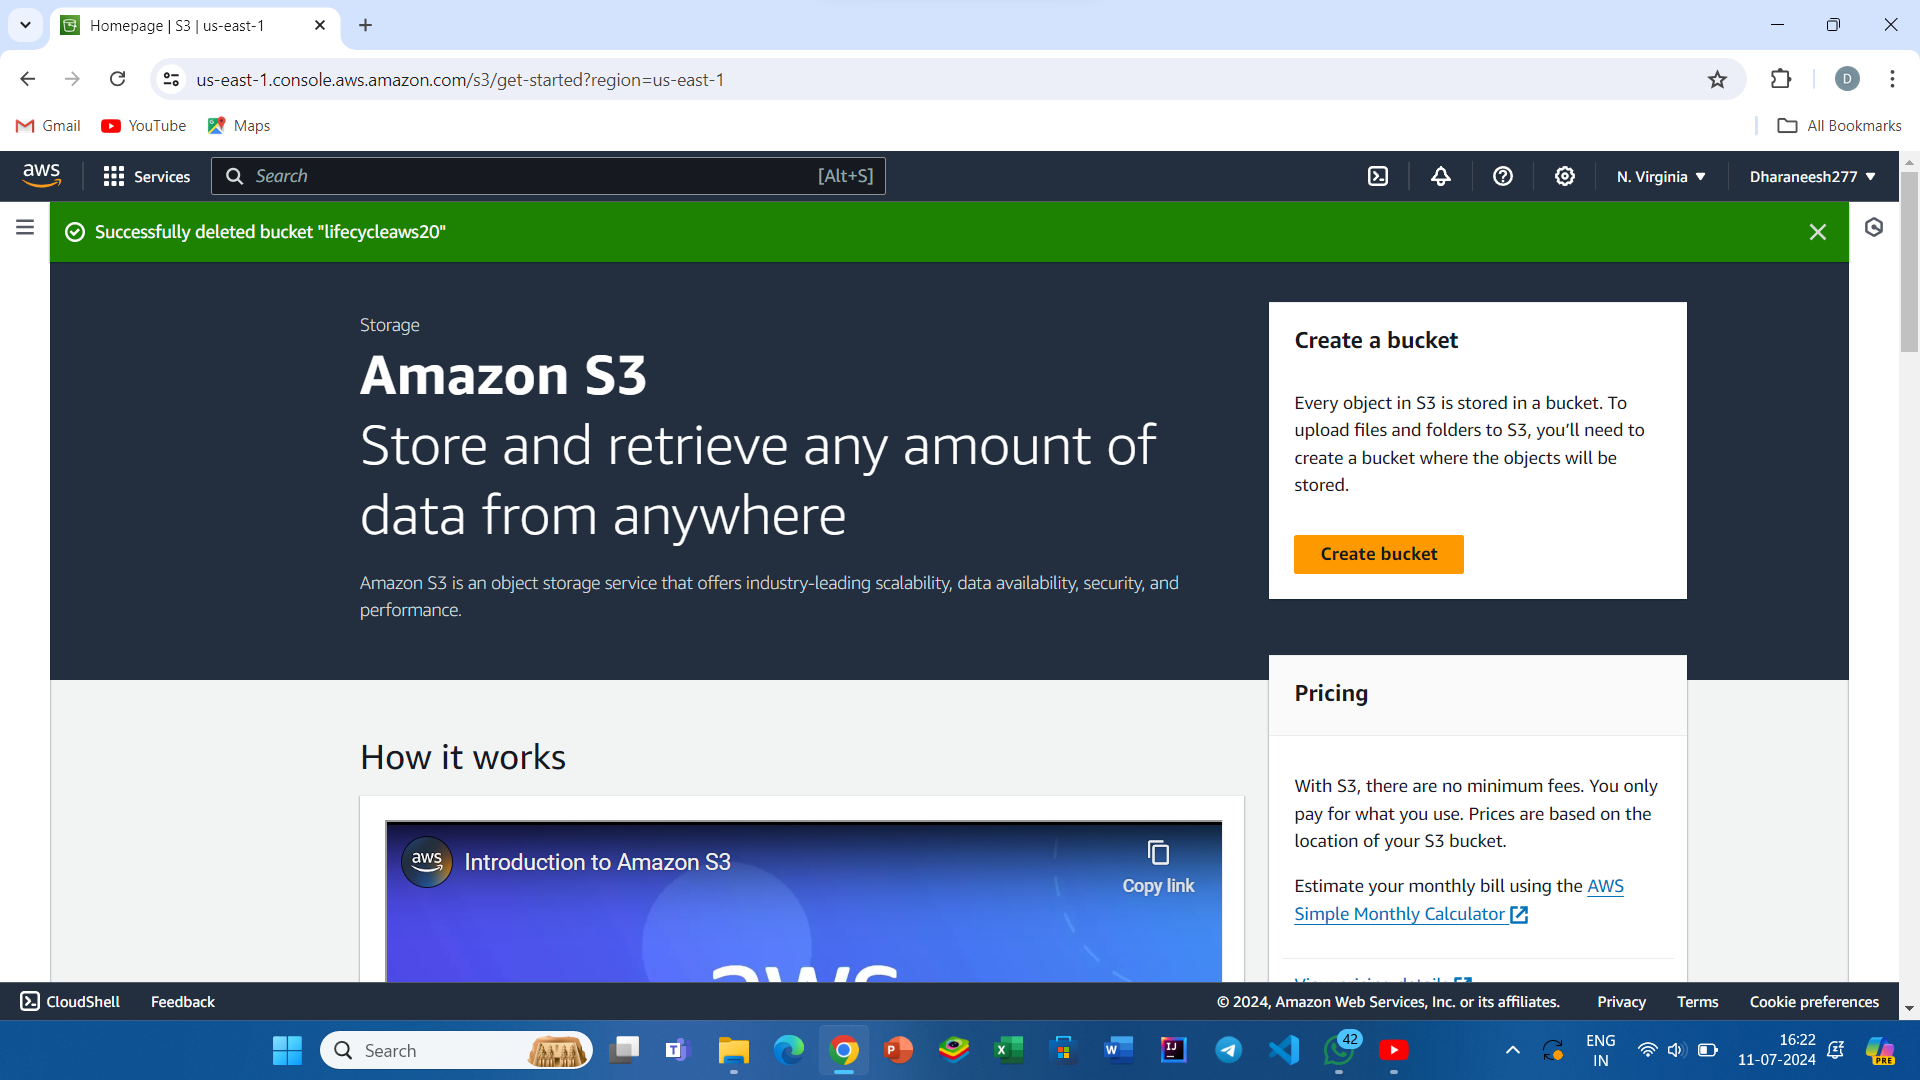 Homepage | S3 | us-east-1
us-east-1.console.aws.amazon.com/s3/get-started?region=us-east-1
D
Gmail
YouTube
Maps
All Bookmarks
aws
Services
Search
[Alt+S]
N. Virginia
Dharaneesh277
Successfully deleted bucket "lifecycleaws20"
Storage
Amazon S3
Store and retrieve any amount of
data from anywhere
Amazon S3 is an object storage service that offers industry-leading scalability, data availability, security, and
performance.
Create a bucket
Every object in S3 is stored in a bucket. To
upload files and folders to S3, you’ll need to
create a bucket where the objects will be
stored.
Create bucket
Pricing
With S3, there are no minimum fees. You only
pay for what you use. Prices are based on the
location of your S3 bucket.
Estimate your monthly bill using the AWS
Simple Monthly Calculator
View pricing details
How it works
aws
Introduction to Amazon S3
Copy link
aws
CloudShell
Feedback
© 2024, Amazon Web Services, Inc. or its affiliates.
Privacy
Terms
Cookie preferences
Search
42
ENG
IN
16:22
11-07-2024
PRE